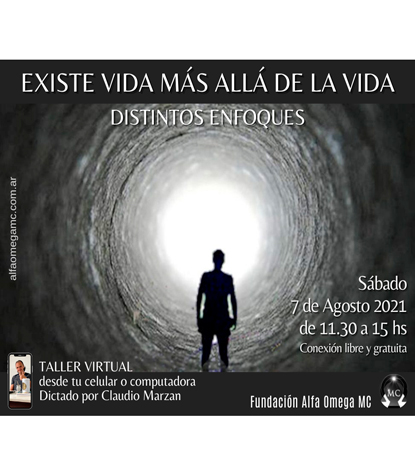 EXISTE VIDA MÁS ALLÁ DE LA VIDA
DISTINTOS ENFOQUES
alfaomegamc.com.ar
Sábado
7 de Agosto 2021
de 11.30 a 15 hs
Conexión libre y gratuita
TALLER VIRTUAL
desde tu celular o computadora
Dictado por Claudio Marzan
Fundación Alfa Omega MC
MC